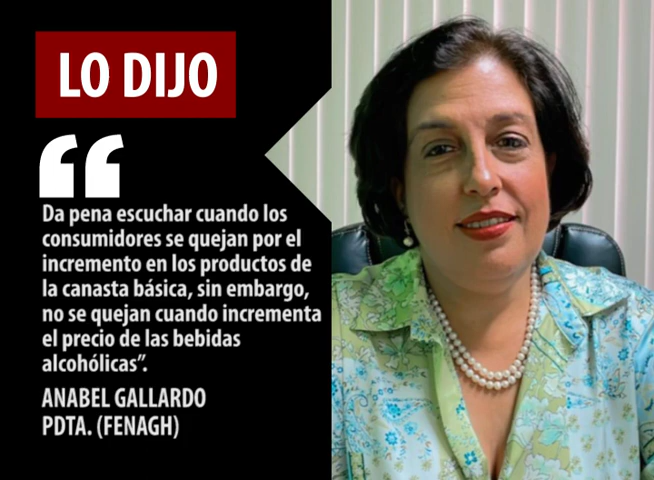 LO DIJO
“
Da pena escuchar cuando los
consumidores se quejan por el
incremento en los productos de
la canasta básica, sin embargo,
no se quejan cuando incrementa
el precio de las bebidas
alcohólicas”.
ANABEL GALLARDO
PDTA. (FENAGH)